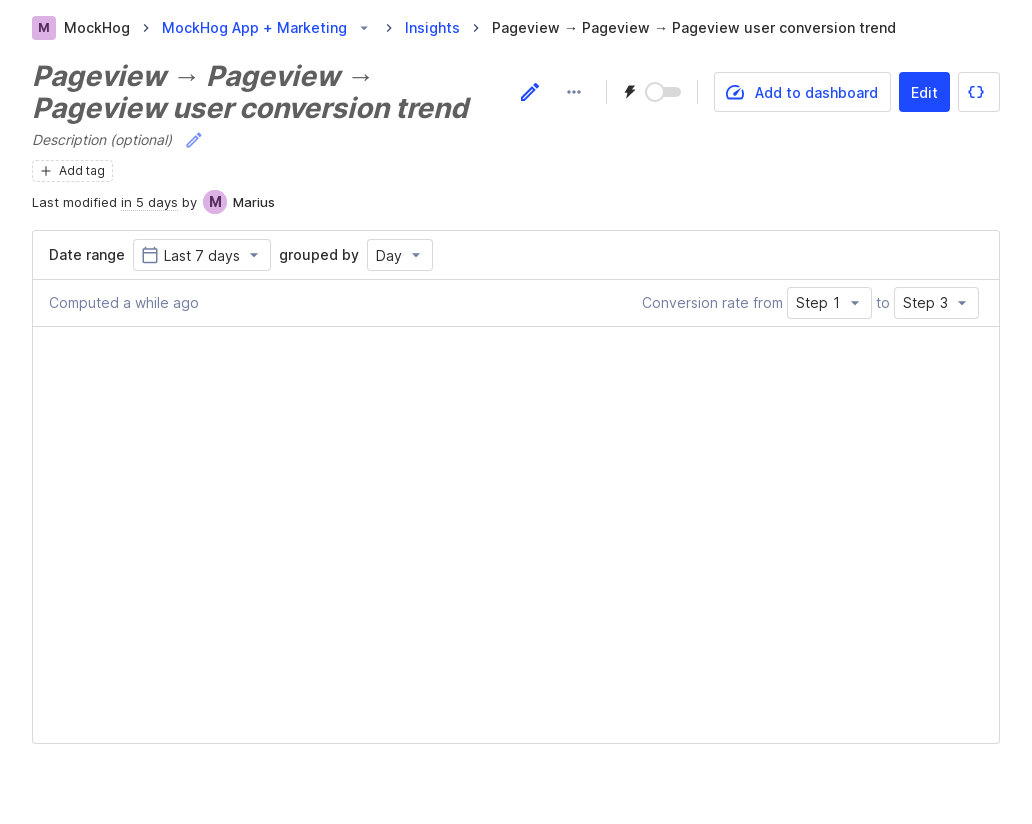 M MockHog MockHog App + Marketing Insights Pageview → Pageview → Pageview user conversion trend
Pageview → Pageview →
Pageview user conversion trend
Add to dashboard Edit
Description (optional)
Add tag
Last modified in 5 days by M Marius
Date range Last 7 days grouped by Day
Computed a while ago Conversion rate from Step 1 to Step 3